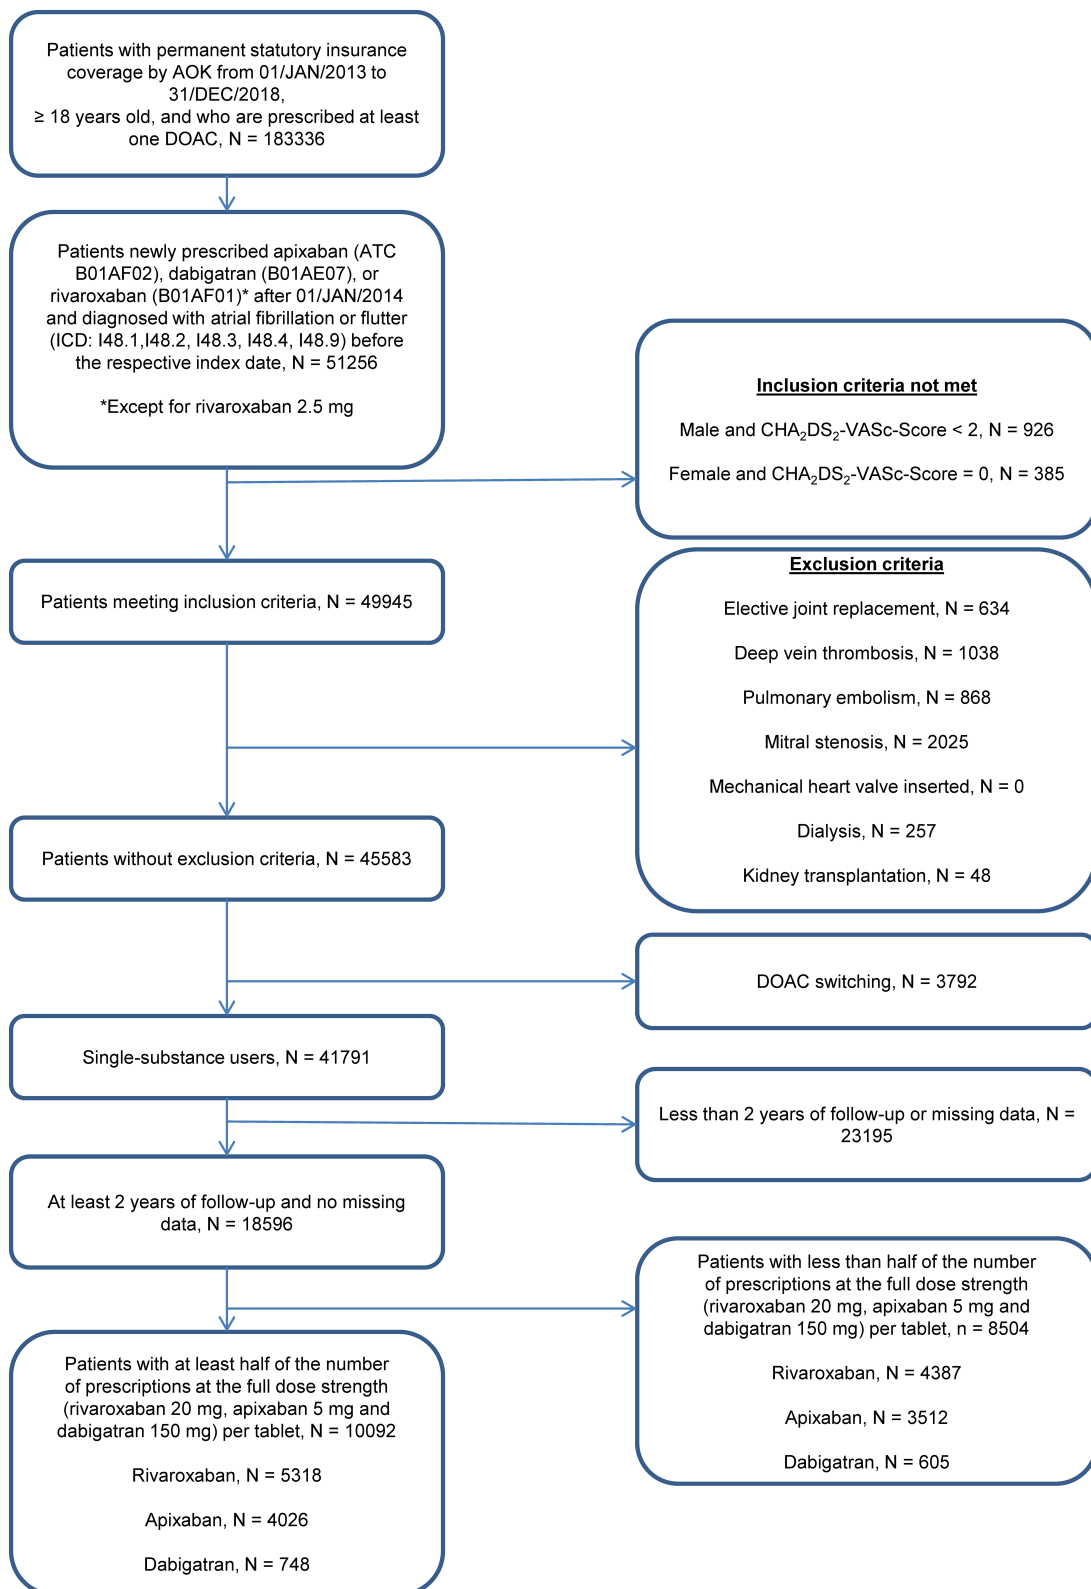 Patients with permanent statutory insurance
coverage by AOK from 01/JAN/2013 to
31/DEC/2018,
≥ 18 years old, and who are prescribed at least
one DOAC, N = 183336
Patients newly prescribed apixaban (ATC
B01AF02), dabigatran (B01AE07), or
rivaroxaban (B01AF01)* after 01/JAN/2014
and diagnosed with atrial fibrillation or flutter
(ICD: I48.1,I48.2, I48.3, I48.4, I48.9) before
the respective index date, N = 51256
*Except for rivaroxaban 2.5 mg
Inclusion criteria not met
Male and CHA₂DS₂-VASc-Score < 2, N = 926
Female and CHA₂DS₂-VASc-Score = 0, N = 385
Patients meeting inclusion criteria, N = 49945
Exclusion criteria
Elective joint replacement, N = 634
Deep vein thrombosis, N = 1038
Pulmonary embolism, N = 868
Mitral stenosis, N = 2025
Mechanical heart valve inserted, N = 0
Dialysis, N = 257
Kidney transplantation, N = 48
Patients without exclusion criteria, N = 45583
DOAC switching, N = 3792
Single-substance users, N = 41791
Less than 2 years of follow-up or missing data, N =
23195
At least 2 years of follow-up and no missing
data, N = 18596
Patients with less than half of the number
of prescriptions at the full dose strength
(rivaroxaban 20 mg, apixaban 5 mg and
dabigatran 150 mg) per tablet, n = 8504
Rivaroxaban, N = 4387
Apixaban, N = 3512
Dabigatran, N = 605
Patients with at least half of the number
of prescriptions at the full dose strength
(rivaroxaban 20 mg, apixaban 5 mg and
dabigatran 150 mg) per tablet, N = 10092
Rivaroxaban, N = 5318
Apixaban, N = 4026
Dabigatran, N = 748